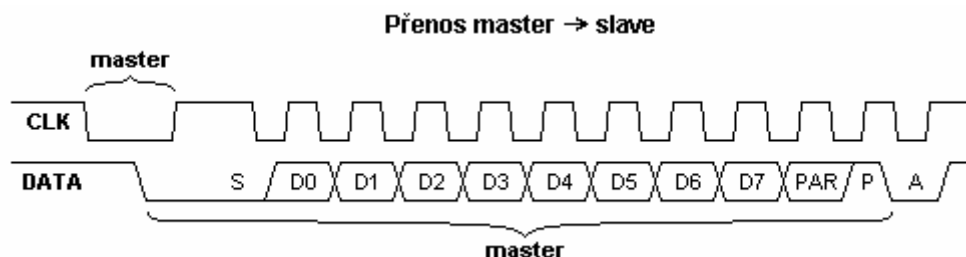 Přenos master → slave
master
CLK
DATA S D0 D1 D2 D3 D4 D5 D6 D7 PAR P A
master